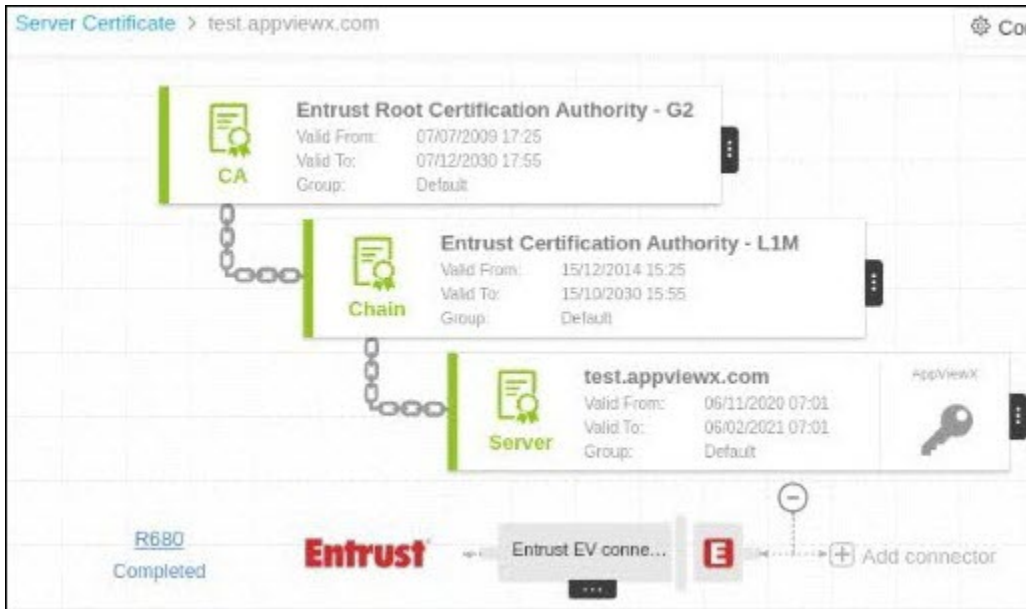 Server Certificate > test.appviewx.com
Co
Entrust Root Certification Authority - G2
Valid From: 07/07/2009 17:25
Valid To: 07/12/2030 17:55
Group: Default
CA
Entrust Certification Authority - L1M
Valid From: 15/12/2014 15:25
Valid To: 15/10/2030 15:55
Group: Default
Chain
test.appviewx.com
Valid From: 06/11/2020 07:01
Valid To: 06/02/2021 07:01
Group: Default
Server
AppViewX
R680
Completed
Entrust
Entrust EV conne...
E
Add connector